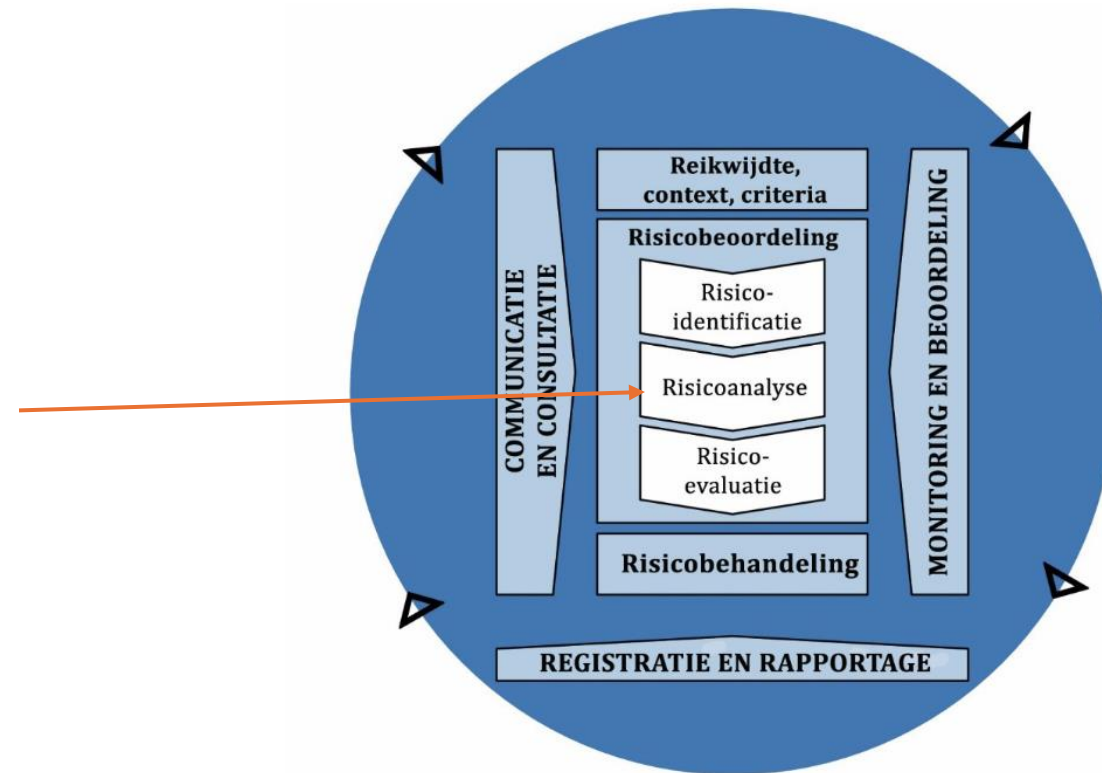 Reikwijdte,
context, criteria
Risicobeoordeling
Risico-
identificatie
Risicoanalyse
Risico-
evaluatie
Risicobehandeling
COMMUNICATIE
EN CONSULTATIE
MONITORING EN BEOORDELING
REGISTRATIE EN RAPPORTAGE